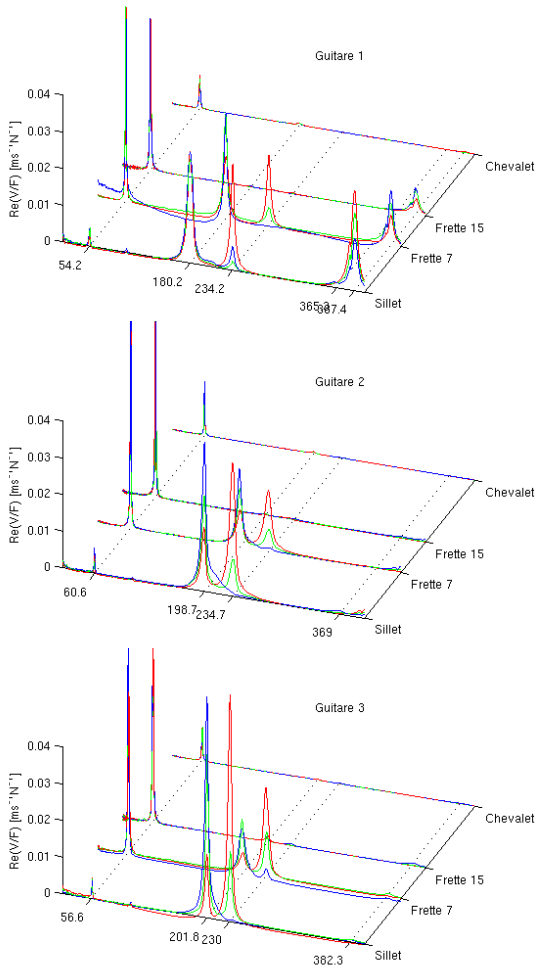 Guitare 1
0.04
0.03
0.02
0.01
0
Re(V/F) [ms⁻¹N⁻¹]
Chevalet
Frette 15
Frette 7
Sillet
54.2
180.2
234.2
387.4
Guitare 2
0.04
0.03
0.02
0.01
0
Re(V/F) [ms⁻¹N⁻¹]
Chevalet
Frette 15
Frette 7
Sillet
60.6
198.7
234.7
369
Guitare 3
0.04
0.03
0.02
0.01
0
Re(V/F) [ms⁻¹N⁻¹]
Chevalet
Frette 15
Frette 7
Sillet
56.6
201.8
230
382.3